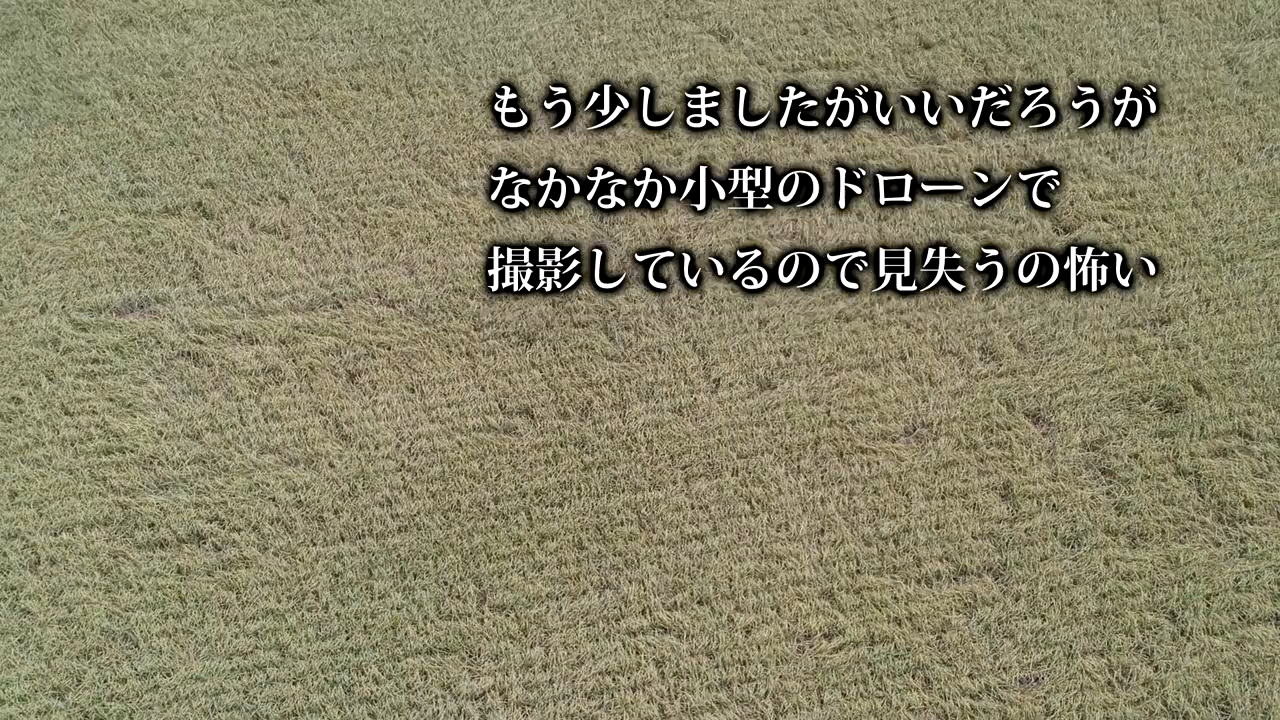 もう少しましたがいいだろうが
なかなか小型のドローンで
撮影しているので見失うの怖い